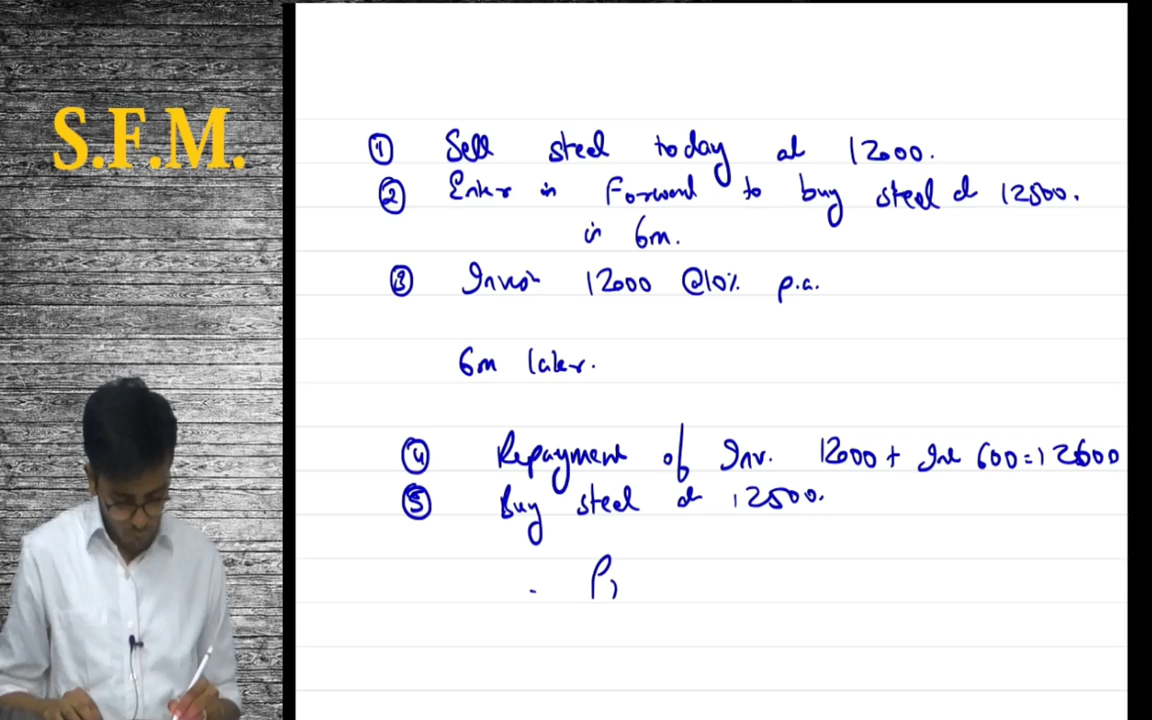 S.F.M.
① Sell steel today at 12000.
② Enter in Forward to buy steel at 12500.
in 6m.
③ Invest 12000 @10% p.a.
6m later.
④ Repayment of Inv. 12000 + Int 600 = 12600
⑤ Buy steel at 12500.